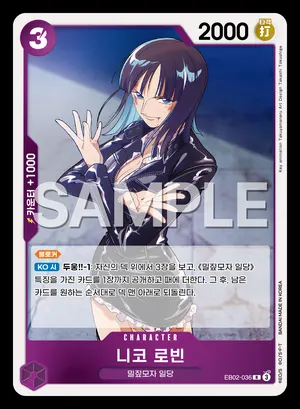 3
2000
타격
打
카운터 +1000
SAMPLE
블로커
KO 시 두웅!!-1: 자신의 덱 위에서 3장을 보고, 《밀짚모자 일당》
특징을 가진 카드를 1장까지 공개하고 패에 더한다. 그 후, 남은
카드를 원하는 순서대로 덱 맨 아래로 되돌린다.
CHARACTER
니코 로빈
밀짚모자 일당
EB02-036 R 3